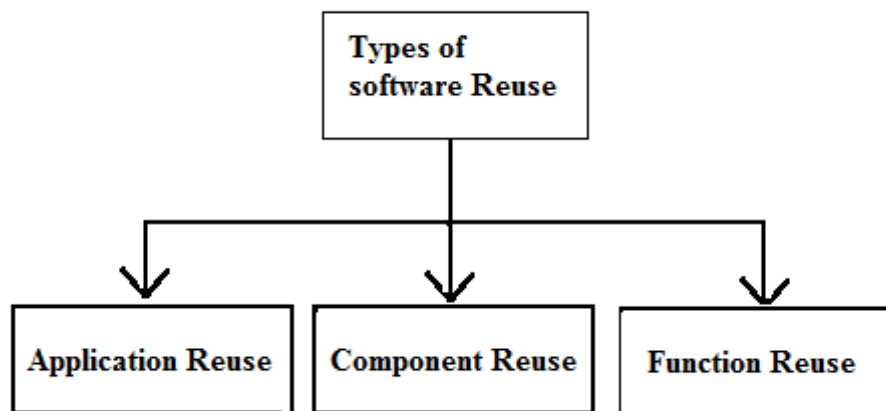 Types of
software Reuse
Application Reuse
Component Reuse
Function Reuse